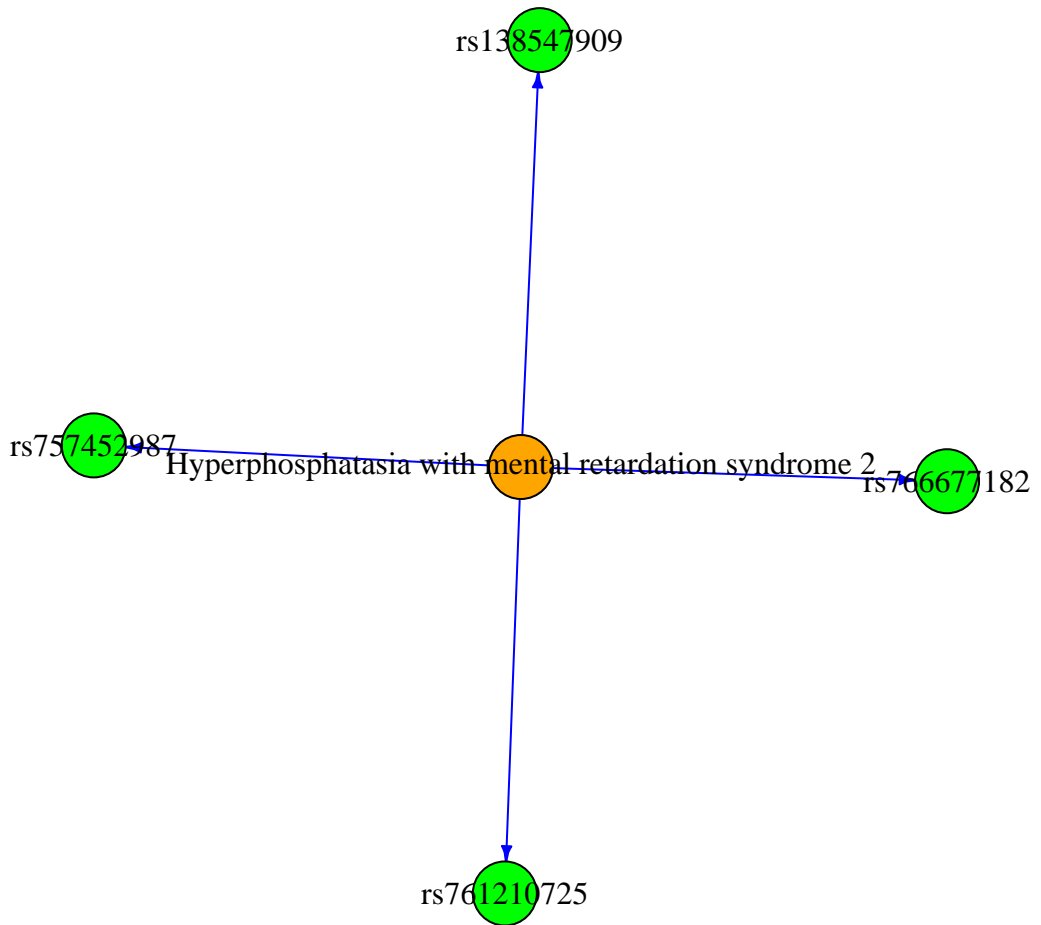 rs138547909
rs757452987
Hyperphosphatasia with mental retardation syndrome 2
rs766677182
rs761210725